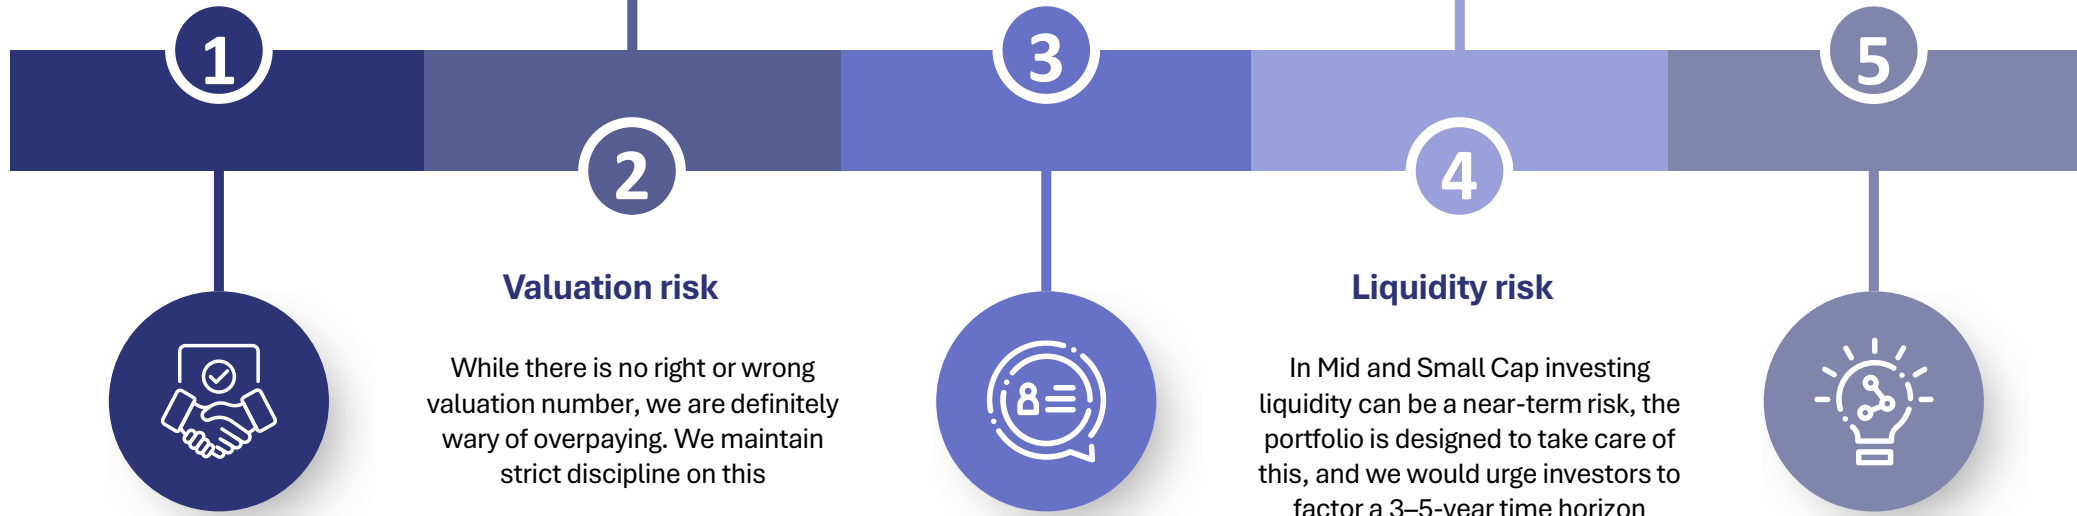 1
2
3
4
5
Valuation risk
While there is no right or wrong
valuation number, we are definitely
wary of overpaying. We maintain
strict discipline on this
Liquidity risk
In Mid and Small Cap investing
liquidity can be a near-term risk, the
portfolio is designed to take care of
this, and we would urge investors to
factor a 3–5-year time horizon